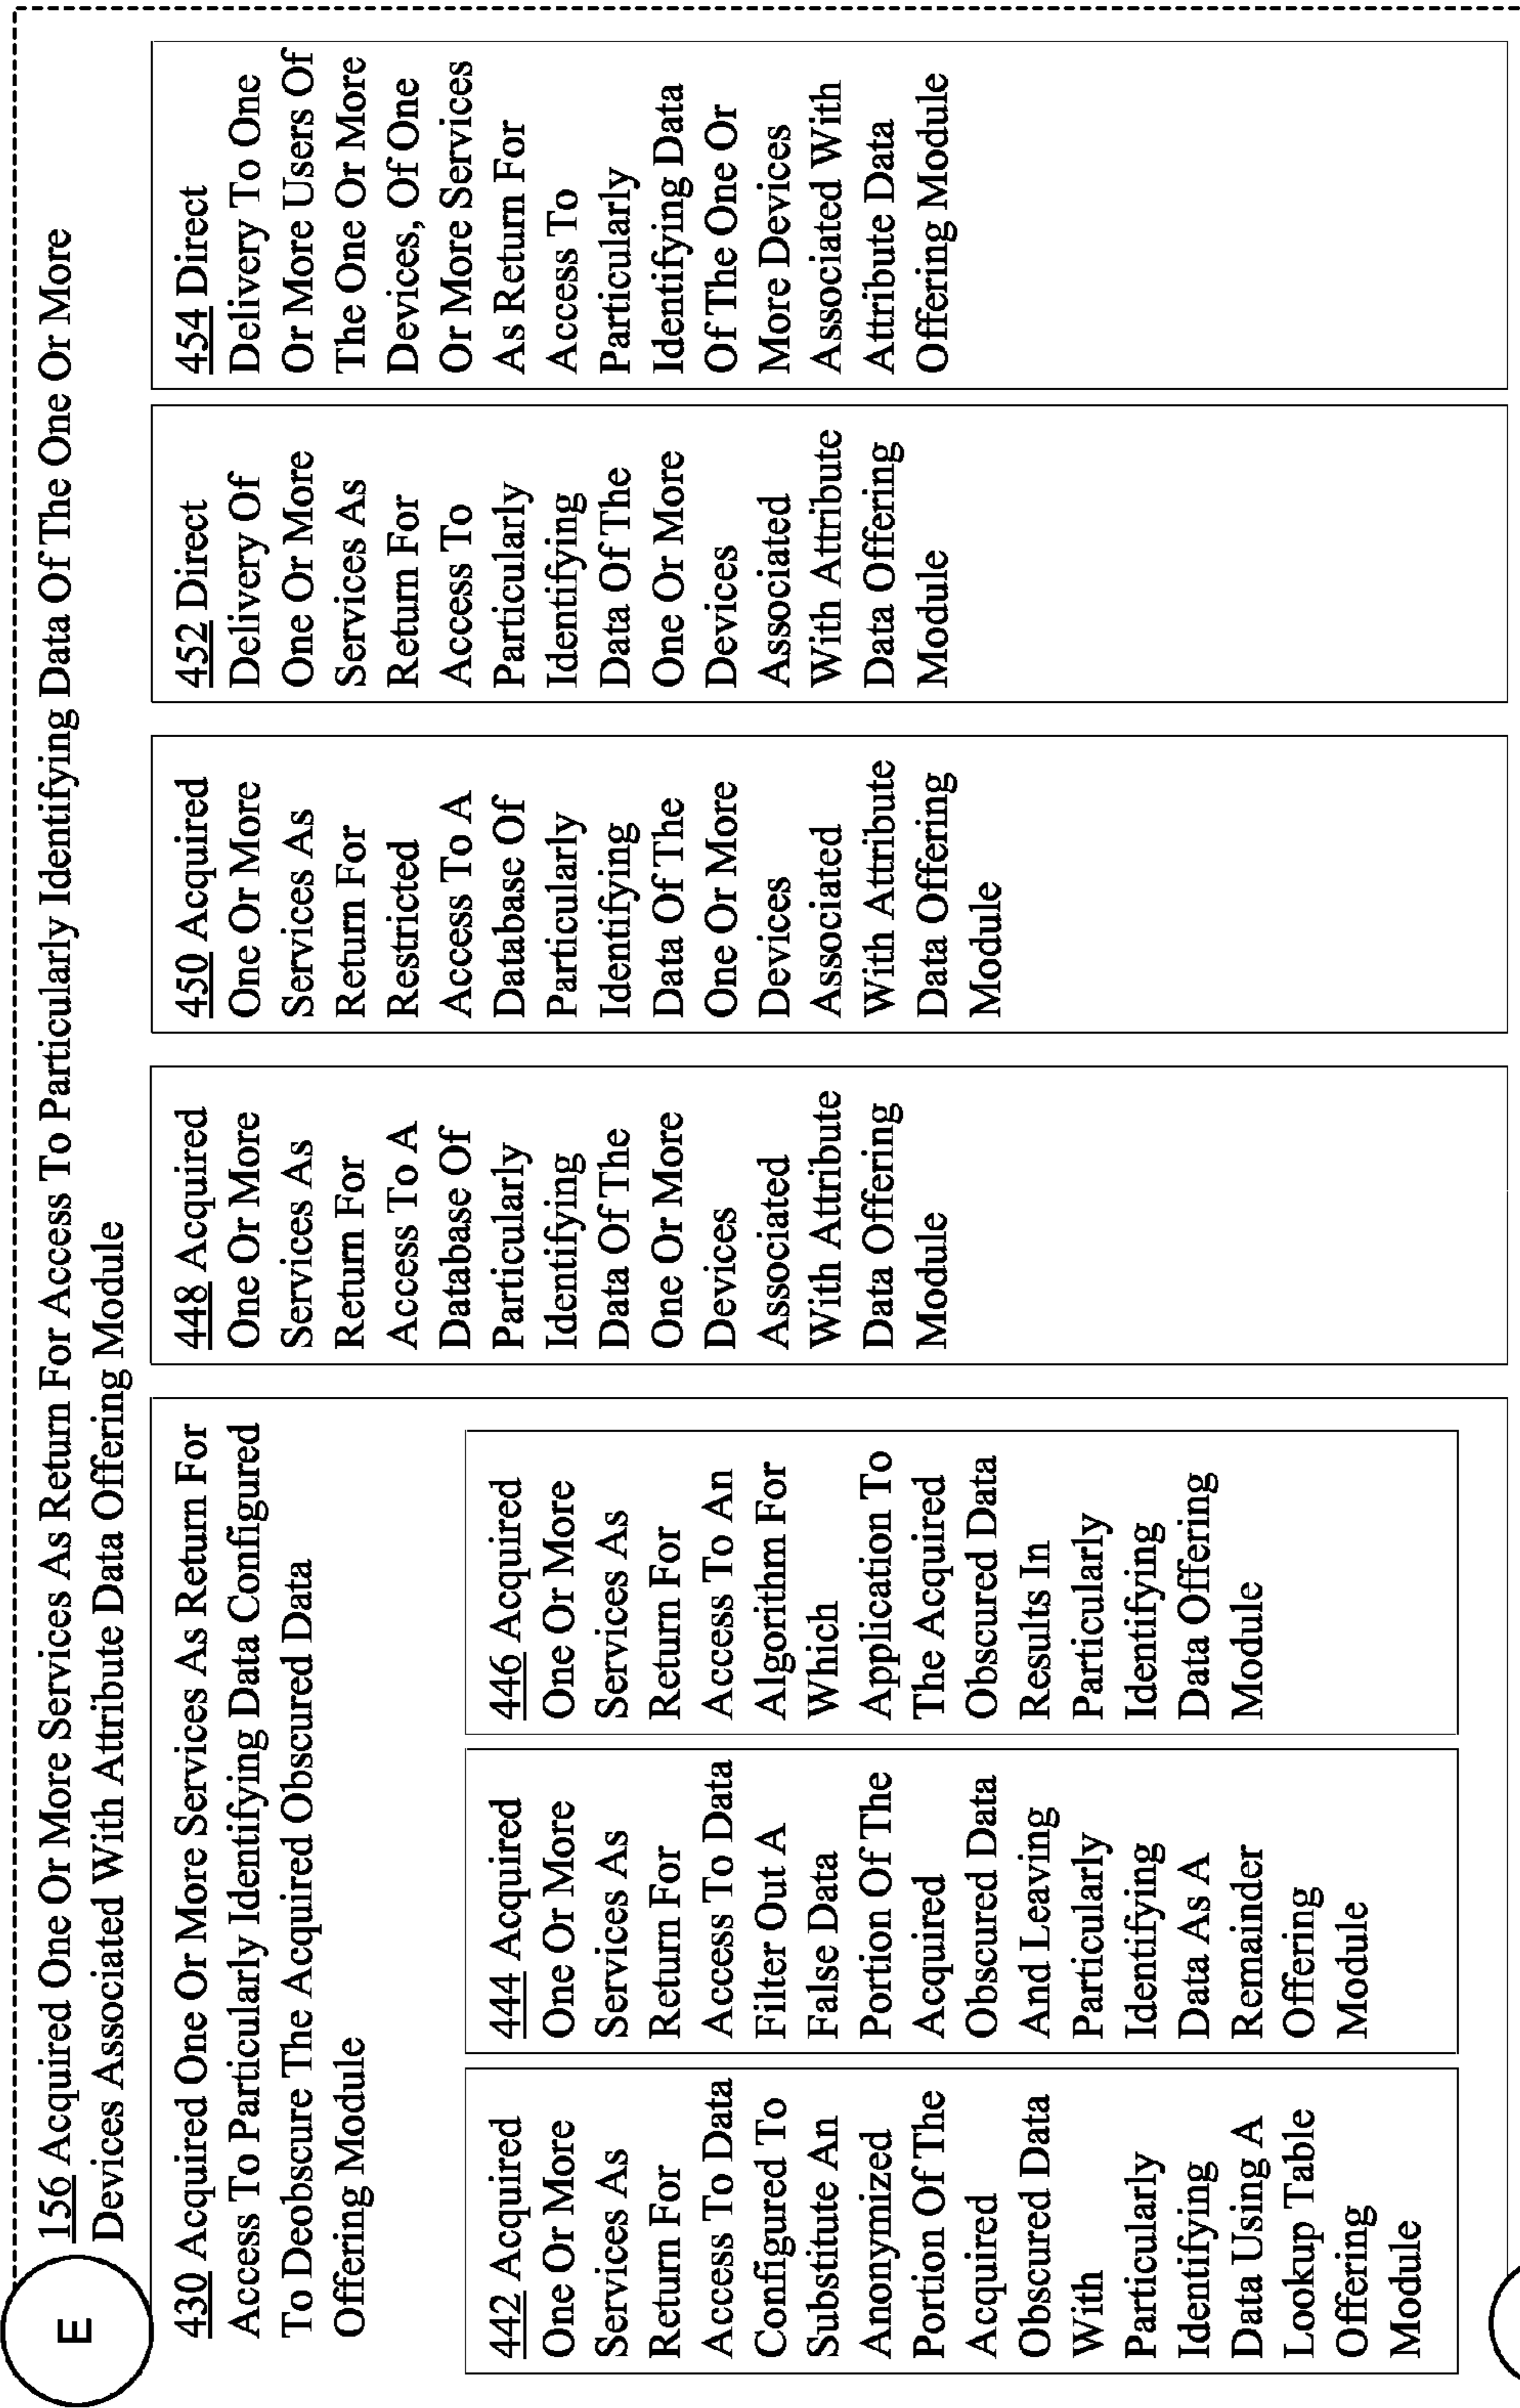 E
156 Acquired One Or More Services As Return For Access To Particularly Identifying Data Of The One Or More
Devices Associated With Attribute Data Offering Module
430 Acquired One Or More Services As Return For
Access To Particularly Identifying Data Configured
To Deobscure The Acquired Obscured Data
Offering Module
442 Acquired
One Or More
Services As
Return For
Access To Data
Configured To
Substitute An
Anonymized
Portion Of The
Acquired
Obscured Data
With
Particularly
Identifying
Data Using A
Lookup Table
Offering
Module
444 Acquired
One Or More
Services As
Return For
Access To Data
Filter Out A
False Data
Portion Of The
Acquired
Obscured Data
And Leaving
Particularly
Identifying
Data As A
Remainder
Offering
Module
446 Acquired
One Or More
Services As
Return For
Access To An
Algorithm For
Which
Application To
The Acquired
Obscured Data
Results In
Particularly
Identifying
Data Offering
Module
448 Acquired
One Or More
Services As
Return For
Access To A
Database Of
Particularly
Identifying
Data Of The
One Or More
Devices
Associated
With Attribute
Data Offering
Module
450 Acquired
One Or More
Services As
Return For
Restricted
Access To A
Database Of
Particularly
Identifying
Data Of The
One Or More
Devices
Associated
With Attribute
Data Offering
Module
452 Direct
Delivery Of
One Or More
Services As
Return For
Access To
Particularly
Identifying
Data Of The
One Or More
Devices
Associated
With Attribute
Data Offering
Module
454 Direct
Delivery To One
Or More Users Of
The One Or More
Devices, Of One
Or More Services
As Return For
Access To
Particularly
Identifying Data
Of The One Or
More Devices
Associated With
Attribute Data
Offering Module